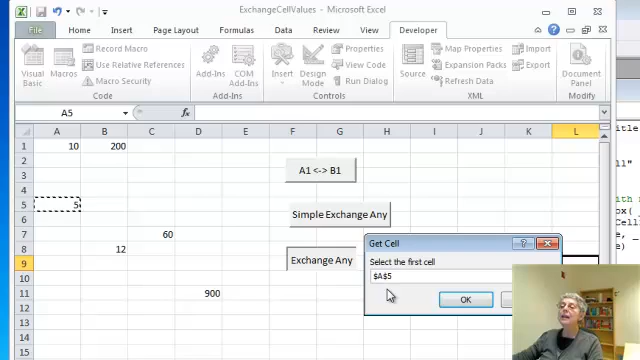 ExchangeCellValues - Microsoft Excel
File Home Insert Page Layout Formulas Data Review View Developer
Visual Basic
Macros
Record Macro
Use Relative References
Macro Security
Code
Add-Ins
COM Add-Ins
Add-Ins
Insert
Design Mode
Properties
View Code
Run Dialog
Controls
Source
Map Properties
Expansion Packs
Refresh Data
Import
Export
XML
Document Panel
Modify
A5 fx
A B C D E F G H I J K L
1 10 200
2
3
A1 <-> B1
4
5 5
Simple Exchange Any
6
7 60
8 12
9
Exchange Any
10
11 900
12
13
14
15
Get Cell
Select the first cell
$A$5
OK